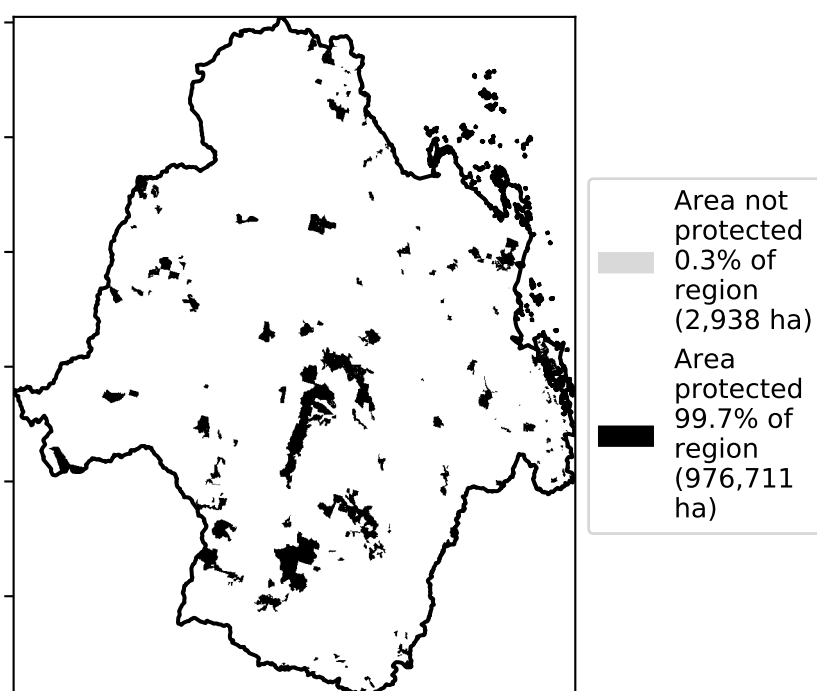 Area not
protected
0.3% of
region
(2,938 ha)
Area
protected
99.7% of
region
(976,711
ha)